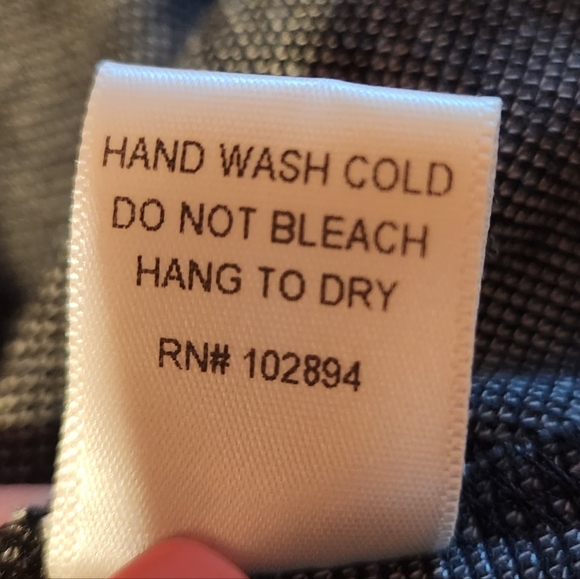 HAND WASH COLD
DO NOT BLEACH
HANG TO DRY
RN# 102894